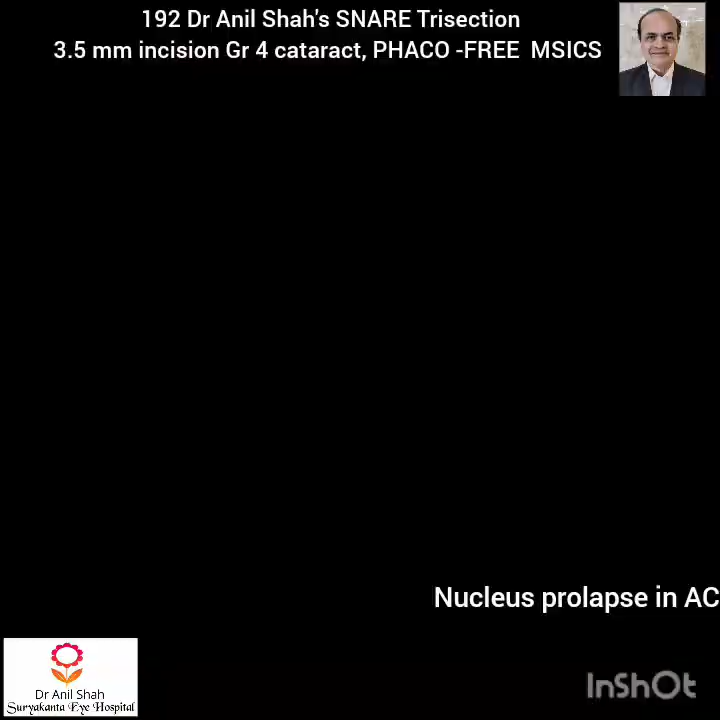 192 Dr Anil Shah's SNARE Trisection
3.5 mm incision Gr 4 cataract, PHACO -FREE MSICS
Nucleus prolapse in AC
Dr Anil Shah
Suryakanta Eye Hospital
InShOt